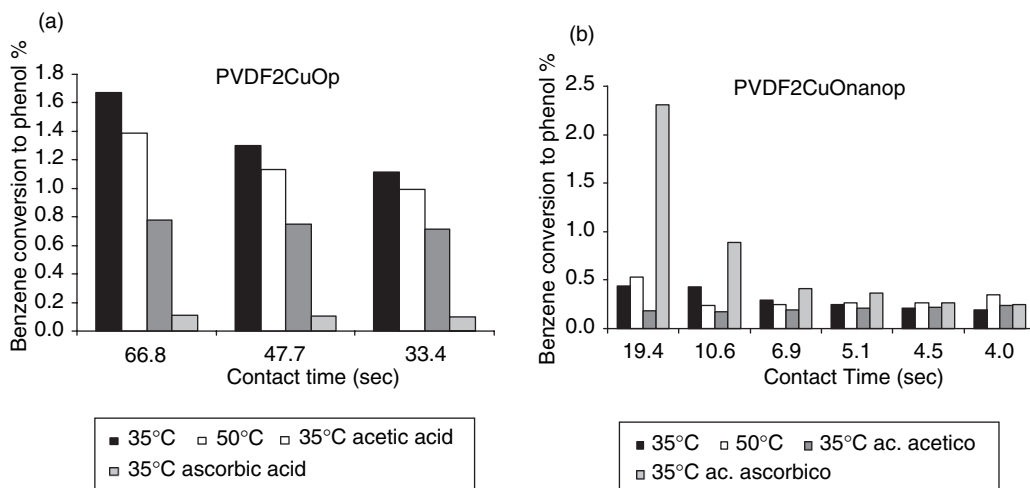 (a)
PVDF2CuOp
Benzene conversion to phenol %
1.8
1.6
1.4
1.2
1.0
0.8
0.6
0.4
0.2
0.0
66.8 47.7 33.4
Contact time (sec)
35°C 50°C 35°C acetic acid
35°C ascorbic acid
(b)
PVDF2CuOnanop
Benzene conversion to phenol %
2.5
2.0
1.5
1.0
0.5
0.0
19.4 10.6 6.9 5.1 4.5 4.0
Contact Time (sec)
35°C 50°C 35°C ac. acetico
35°C ac. ascorbico